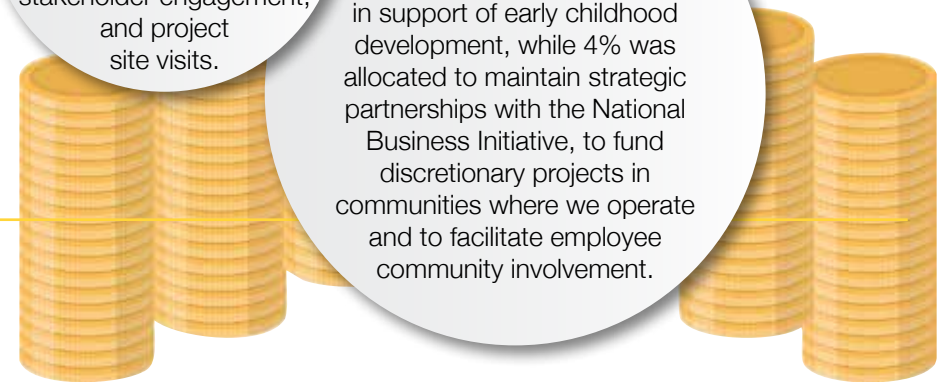 stakeholder engagement,
and project
site visits.
in support of early childhood
development, while 4% was
allocated to maintain strategic
partnerships with the National
Business Initiative, to fund
discretionary projects in
communities where we operate
and to facilitate employee
community involvement.